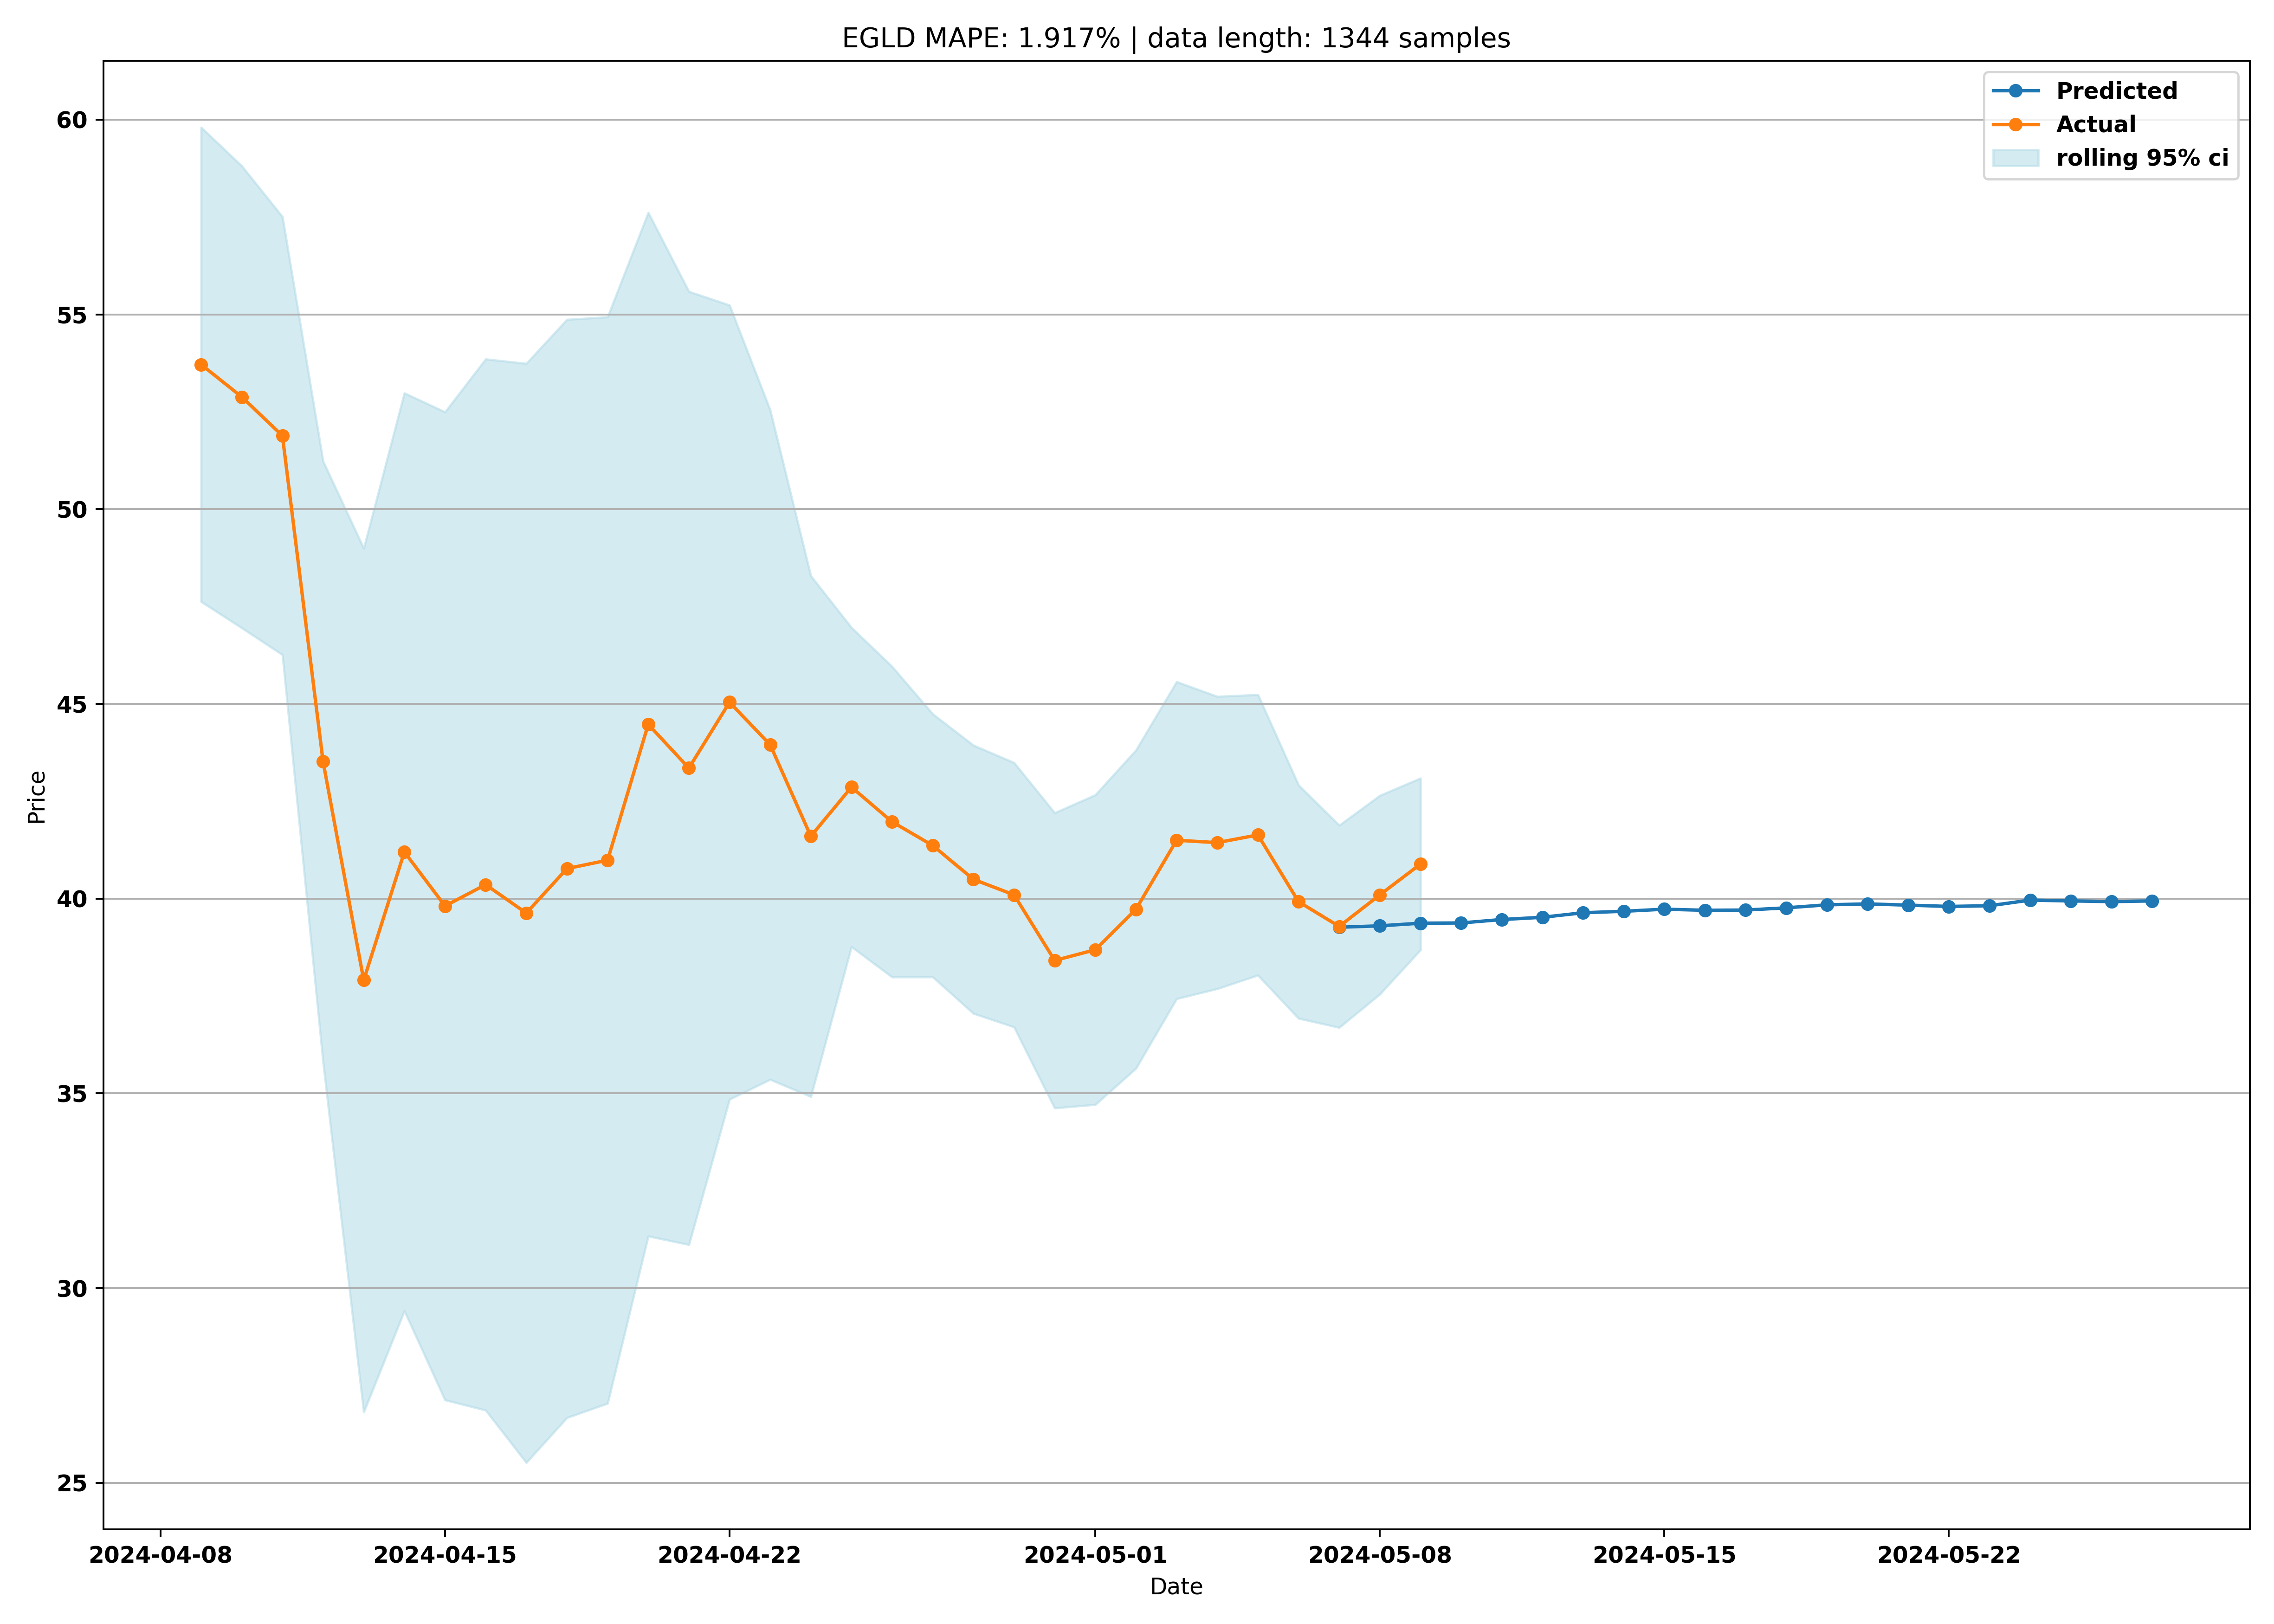 EGLD MAPE: 1.917% | data length: 1344 samples
Predicted
Actual
rolling 95% ci
60
55
50
45
40
35
30
25
Price
2024-04-08
2024-04-15
2024-04-22
2024-05-01
2024-05-08
2024-05-15
2024-05-22
Date